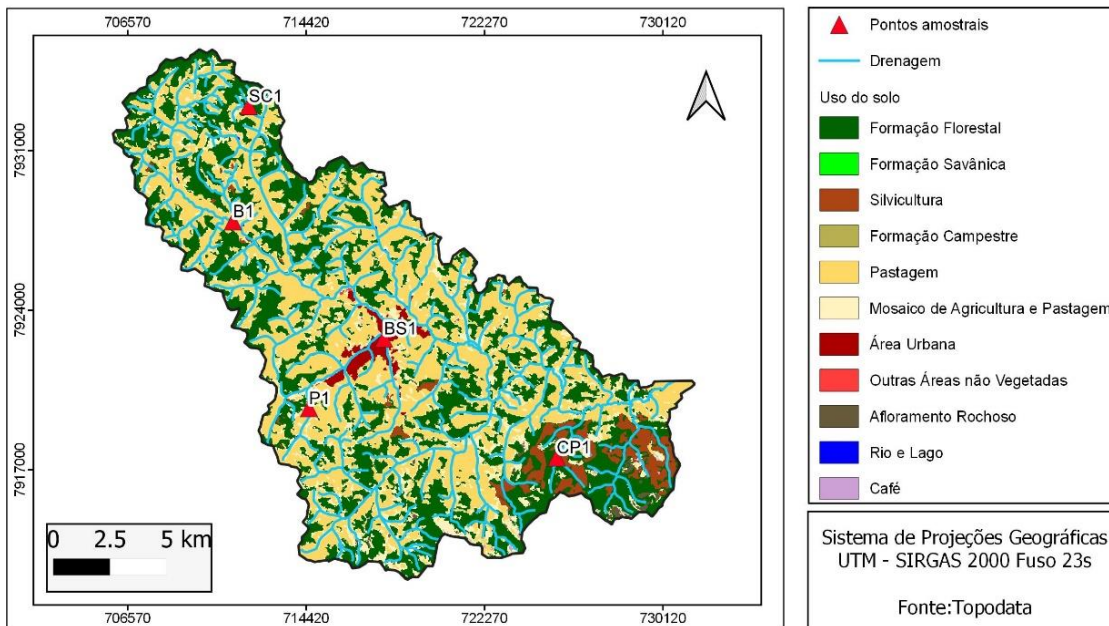 706570 714420 722270 730120
7931000
7924000
7917000
SC1
B1
BS1
P1
CP1
0 2.5 5 km
706570 714420 722270 730120
Pontos amostrais
Drenagem
Uso do solo
Formação Florestal
Formação Savânica
Silvicultura
Formação Campestre
Pastagem
Mosaico de Agricultura e Pastagem
Área Urbana
Outras Áreas não Vegetadas
Afloramento Rochoso
Rio e Lago
Café
Sistema de Projeções Geográficas
UTM - SIRGAS 2000 Fuso 23s
Fonte:Topodata